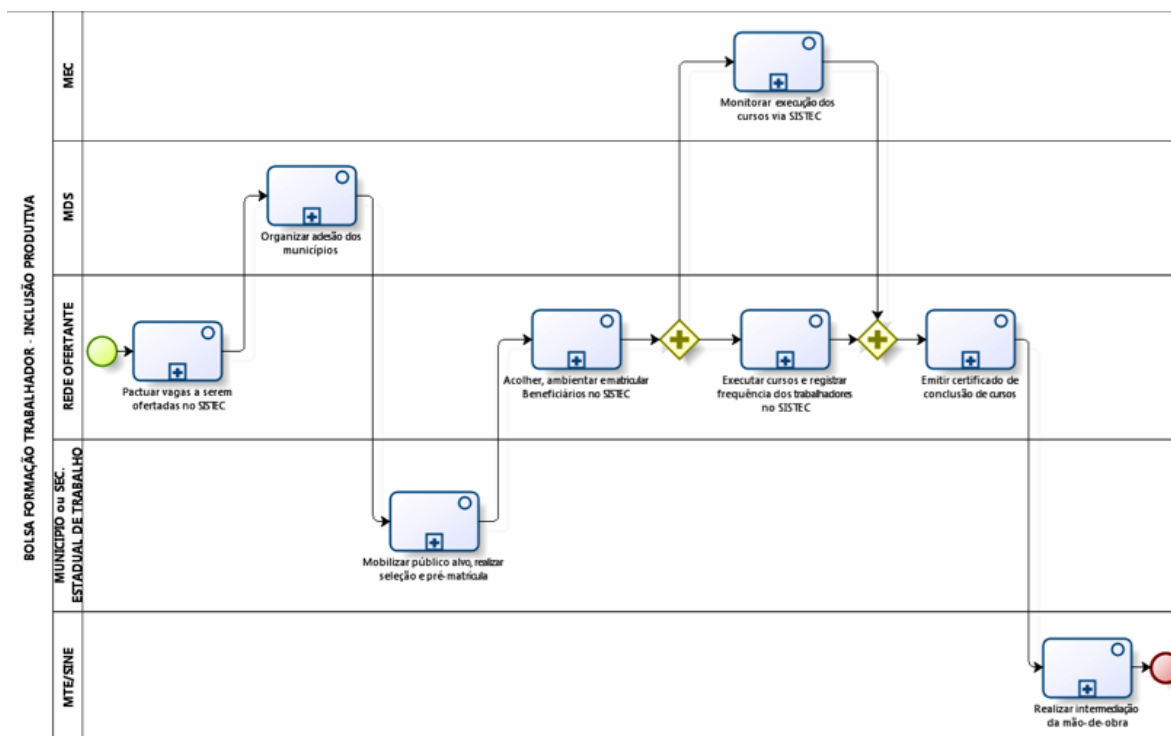 BOLSA FORMAÇÃO TRABALHADOR - INCLUSÃO PRODUTIVA
MEC
Monitorar execução dos
cursos via SISTEC
MDS
Organizar adesão dos
municípios
REDE OFERTANTE
Pactuar vagas a serem
ofertadas no SISTEC
Acolher, ambientar e matricular
Beneficiários no SISTEC
Executar cursos e registrar
frequência dos trabalhadores
no SISTEC
Emitir certificado de
conclusão de cursos
MUNICIPIO ou SEC.
ESTADUAL DE TRABALHO
Mobilizar público alvo, realizar
seleção e pré-matrícula
MTE/SINE
Realizar intermediação
da mão-de-obra